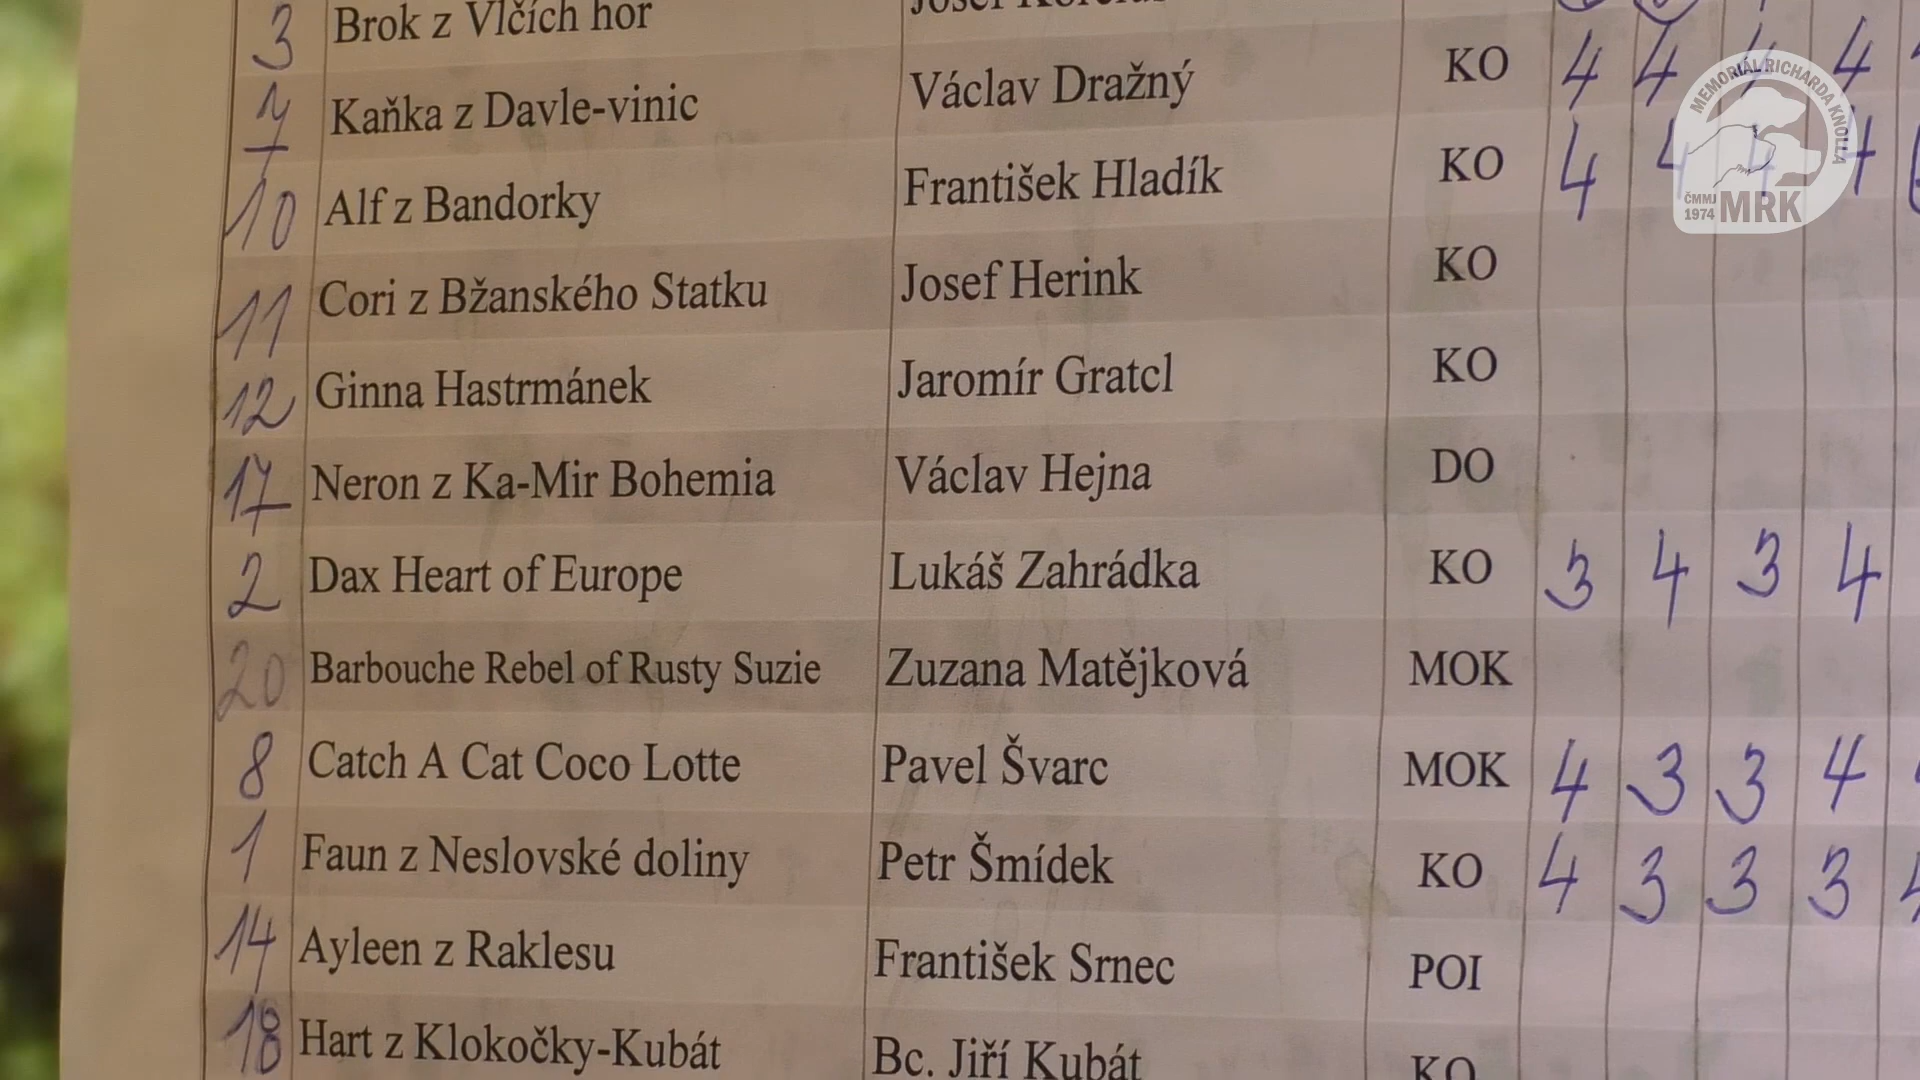 3 Brok z Vlčích hor Josef
7 Kaňka z Davle-vinic Václav Dražný KO 4 4 4 4
10 Alf z Bandorky František Hladík KO 4 4 4 4
11 Cori z Bžanského Statku Josef Herink KO
12 Ginna Hastrmánek Jaromír Gratcl KO
17 Neron z Ka-Mir Bohemia Václav Hejna DO
2 Dax Heart of Europe Lukáš Zahrádka KO 3 4 3 4
20 Barbouche Rebel of Rusty Suzie Zuzana Matějková MOK
8 Catch A Cat Coco Lotte Pavel Švarc MOK 4 3 3 4
1 Faun z Neslovské doliny Petr Šmídek KO 4 3 3 3
14 Ayleen z Raklesu František Srnec POI
18 Hart z Klokočky-Kubát Bc. Jiří Kubát KO
MEMORIÁL RICHARDA KNOLLA
ČMMJ
1974 MRK